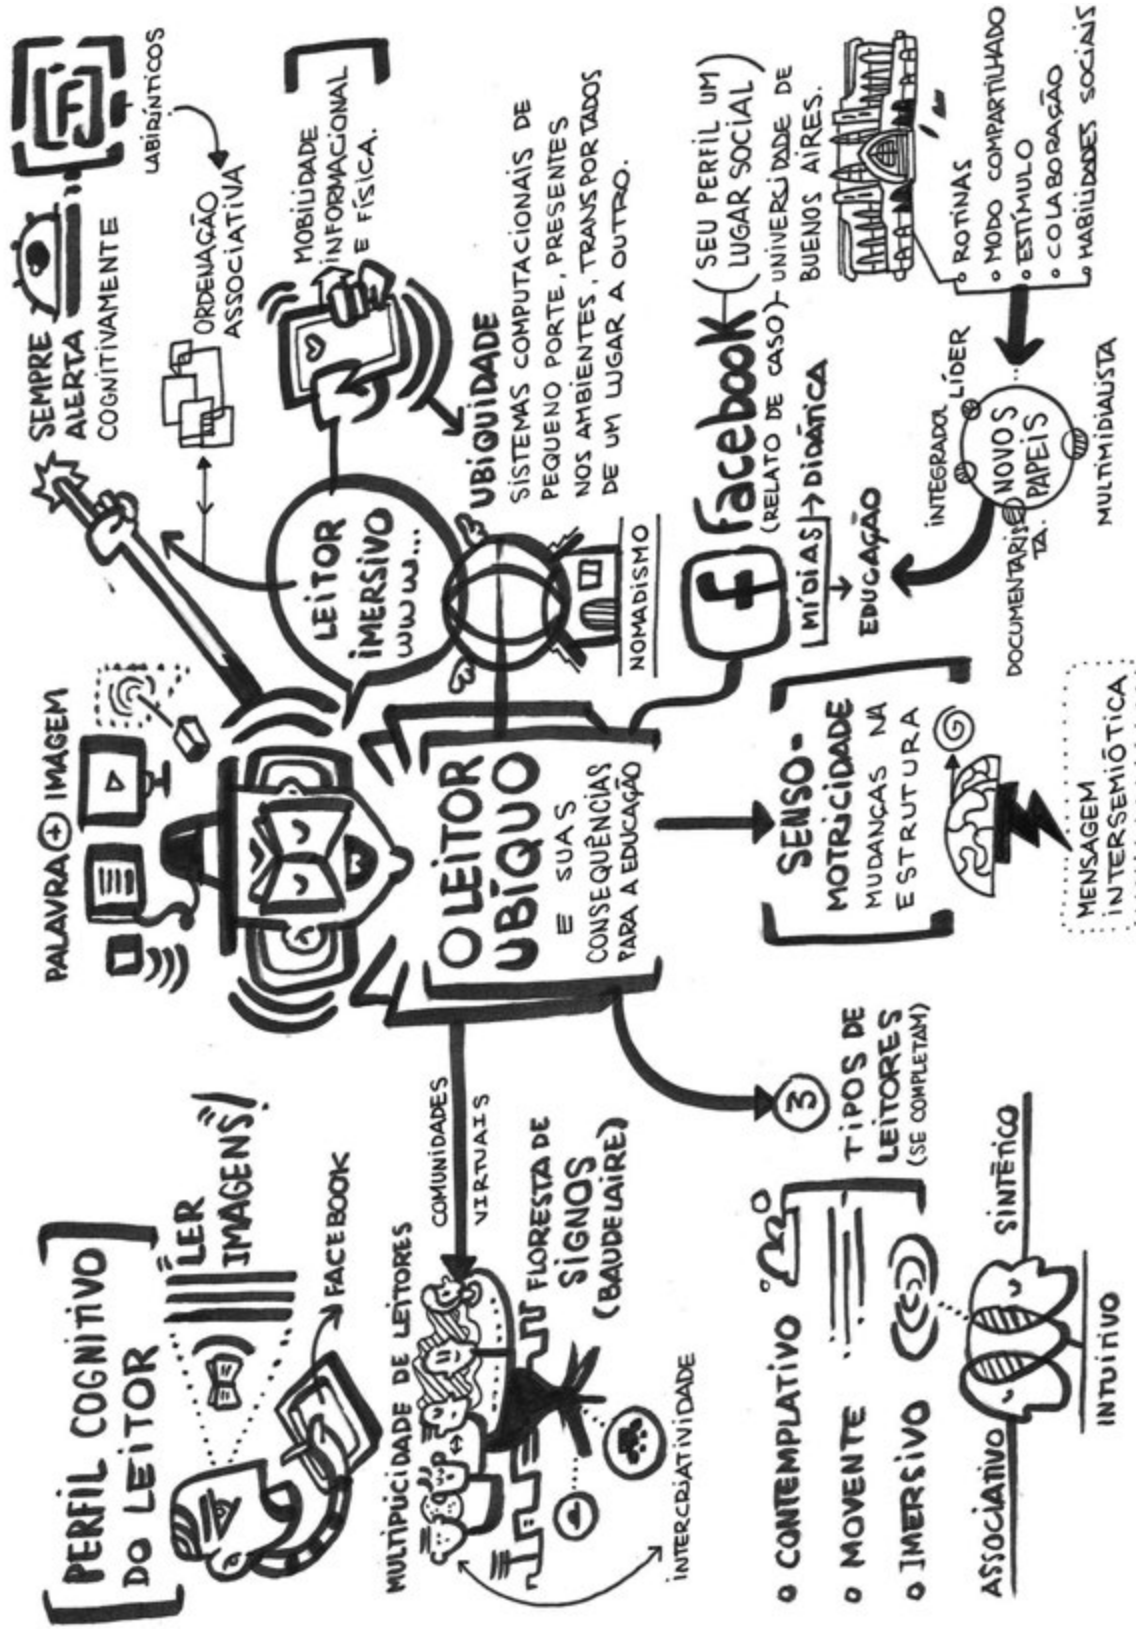 [PERFIL COGNITIVO
DO LEITOR]
"LER
IMAGENS"!
FACEBOOK
PALAVRA + IMAGEM
SEMPRE
ALERTA
COGNITIVAMENTE
LABIRÍNTICOS
ORDENAÇÃO
ASSOCIATIVA
LEITOR
IMERSIVO
WWW...
MOBILIDADE
INFORMACIONAL
E FÍSICA.
UBIQUIDADE
SISTEMAS COMPUTACIONAIS DE
PEQUENO PORTE, PRESENTES
NOS AMBIENTES, TRANSPORTADOS
DE UM LUGAR A OUTRO.
NOMADISMO
O LEITOR
UBÍQUO
E SUAS
CONSEQUÊNCIAS
PARA A EDUCAÇÃO
COMUNIDADES
VIRTUAIS
MULTIPLICIDADE DE LEITORES
FLORESTA DE
SIGNOS
(BAUDELAIRE)
INTERCRIATIVIDADE
3
TIPOS DE
LEITORES
(SE COMPLETAM)
CONTEMPLATIVO
MOVENTE
IMERSIVO
ASSOCIATIVO
SINTÉTICO
INTUITIVO
SENSO-
MOTRICIDADE
MUDANÇAS NA
ESTRUTURA
MENSAGEM
INTERSEMIÓTICA
f facebook
(SEU PERFIL UM
LUGAR SOCIAL)
(RELATO DE CASO)- UNIVERCIDADE DE
BUENOS AIRES.
MÍDIAS → DIDÁTICA
EDUCAÇÃO
• ROTINAS
• MODO COMPARTILHADO
• ESTÍMULO
• COLABORAÇÃO
• HABILIDADES SOCIAIS
NOVOS
PAPEIS
INTEGRADOR
LÍDER
DOCUMENTARIS
TA.
MULTIMIDIALISTA